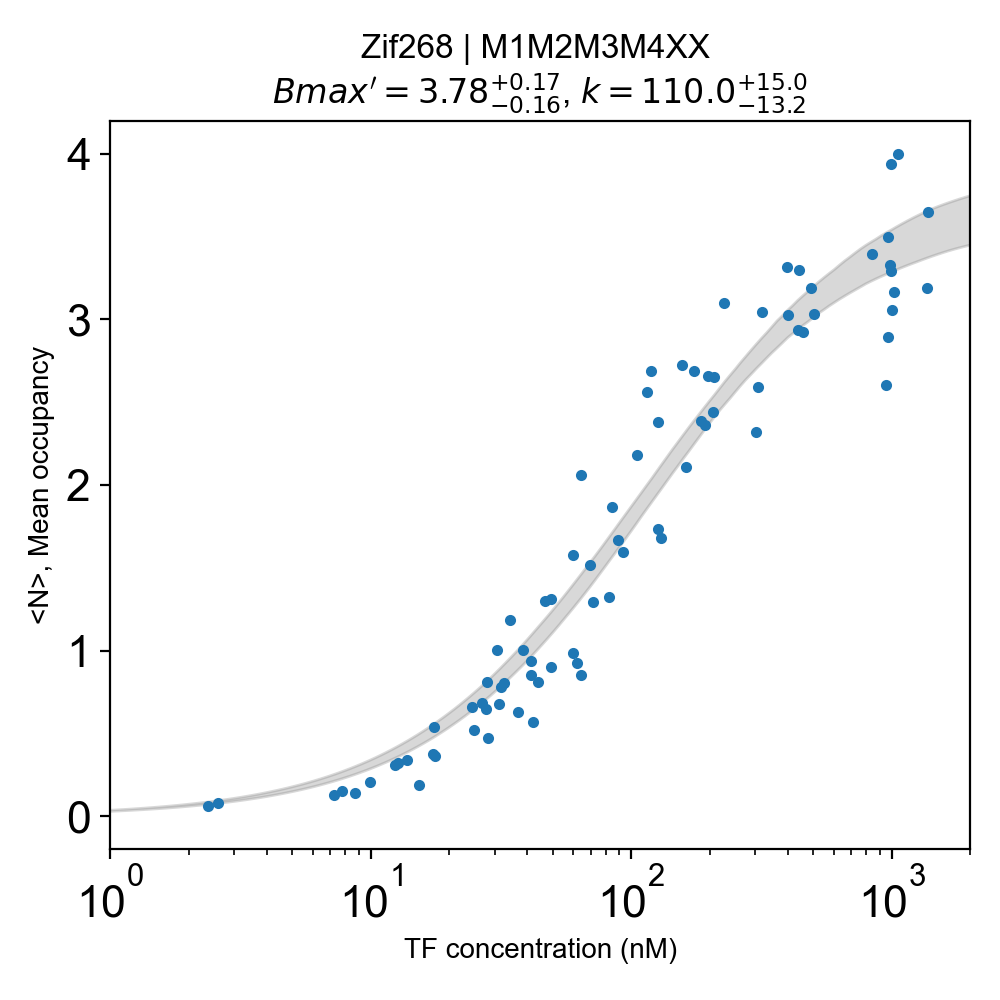 Zif268 | M1M2M3M4XX
Bmax′ = 3.78 +0.17 −0.16, k = 110.0 +15.0 −13.2
4
3
2
1
0
<N>, Mean occupancy
10^0 10^1 10^2 10^3
TF concentration (nM)